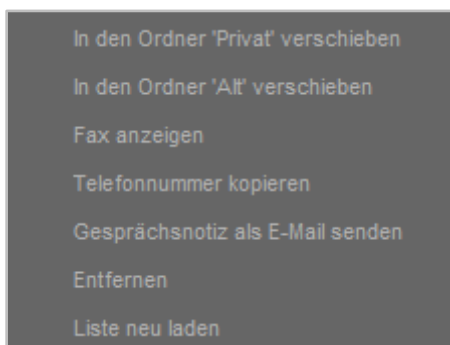 In den Ordner 'Privat' verschieben
In den Ordner 'Alt' verschieben
Fax anzeigen
Telefonnummer kopieren
Gesprächsnotiz als E-Mail senden
Entfernen
Liste neu laden